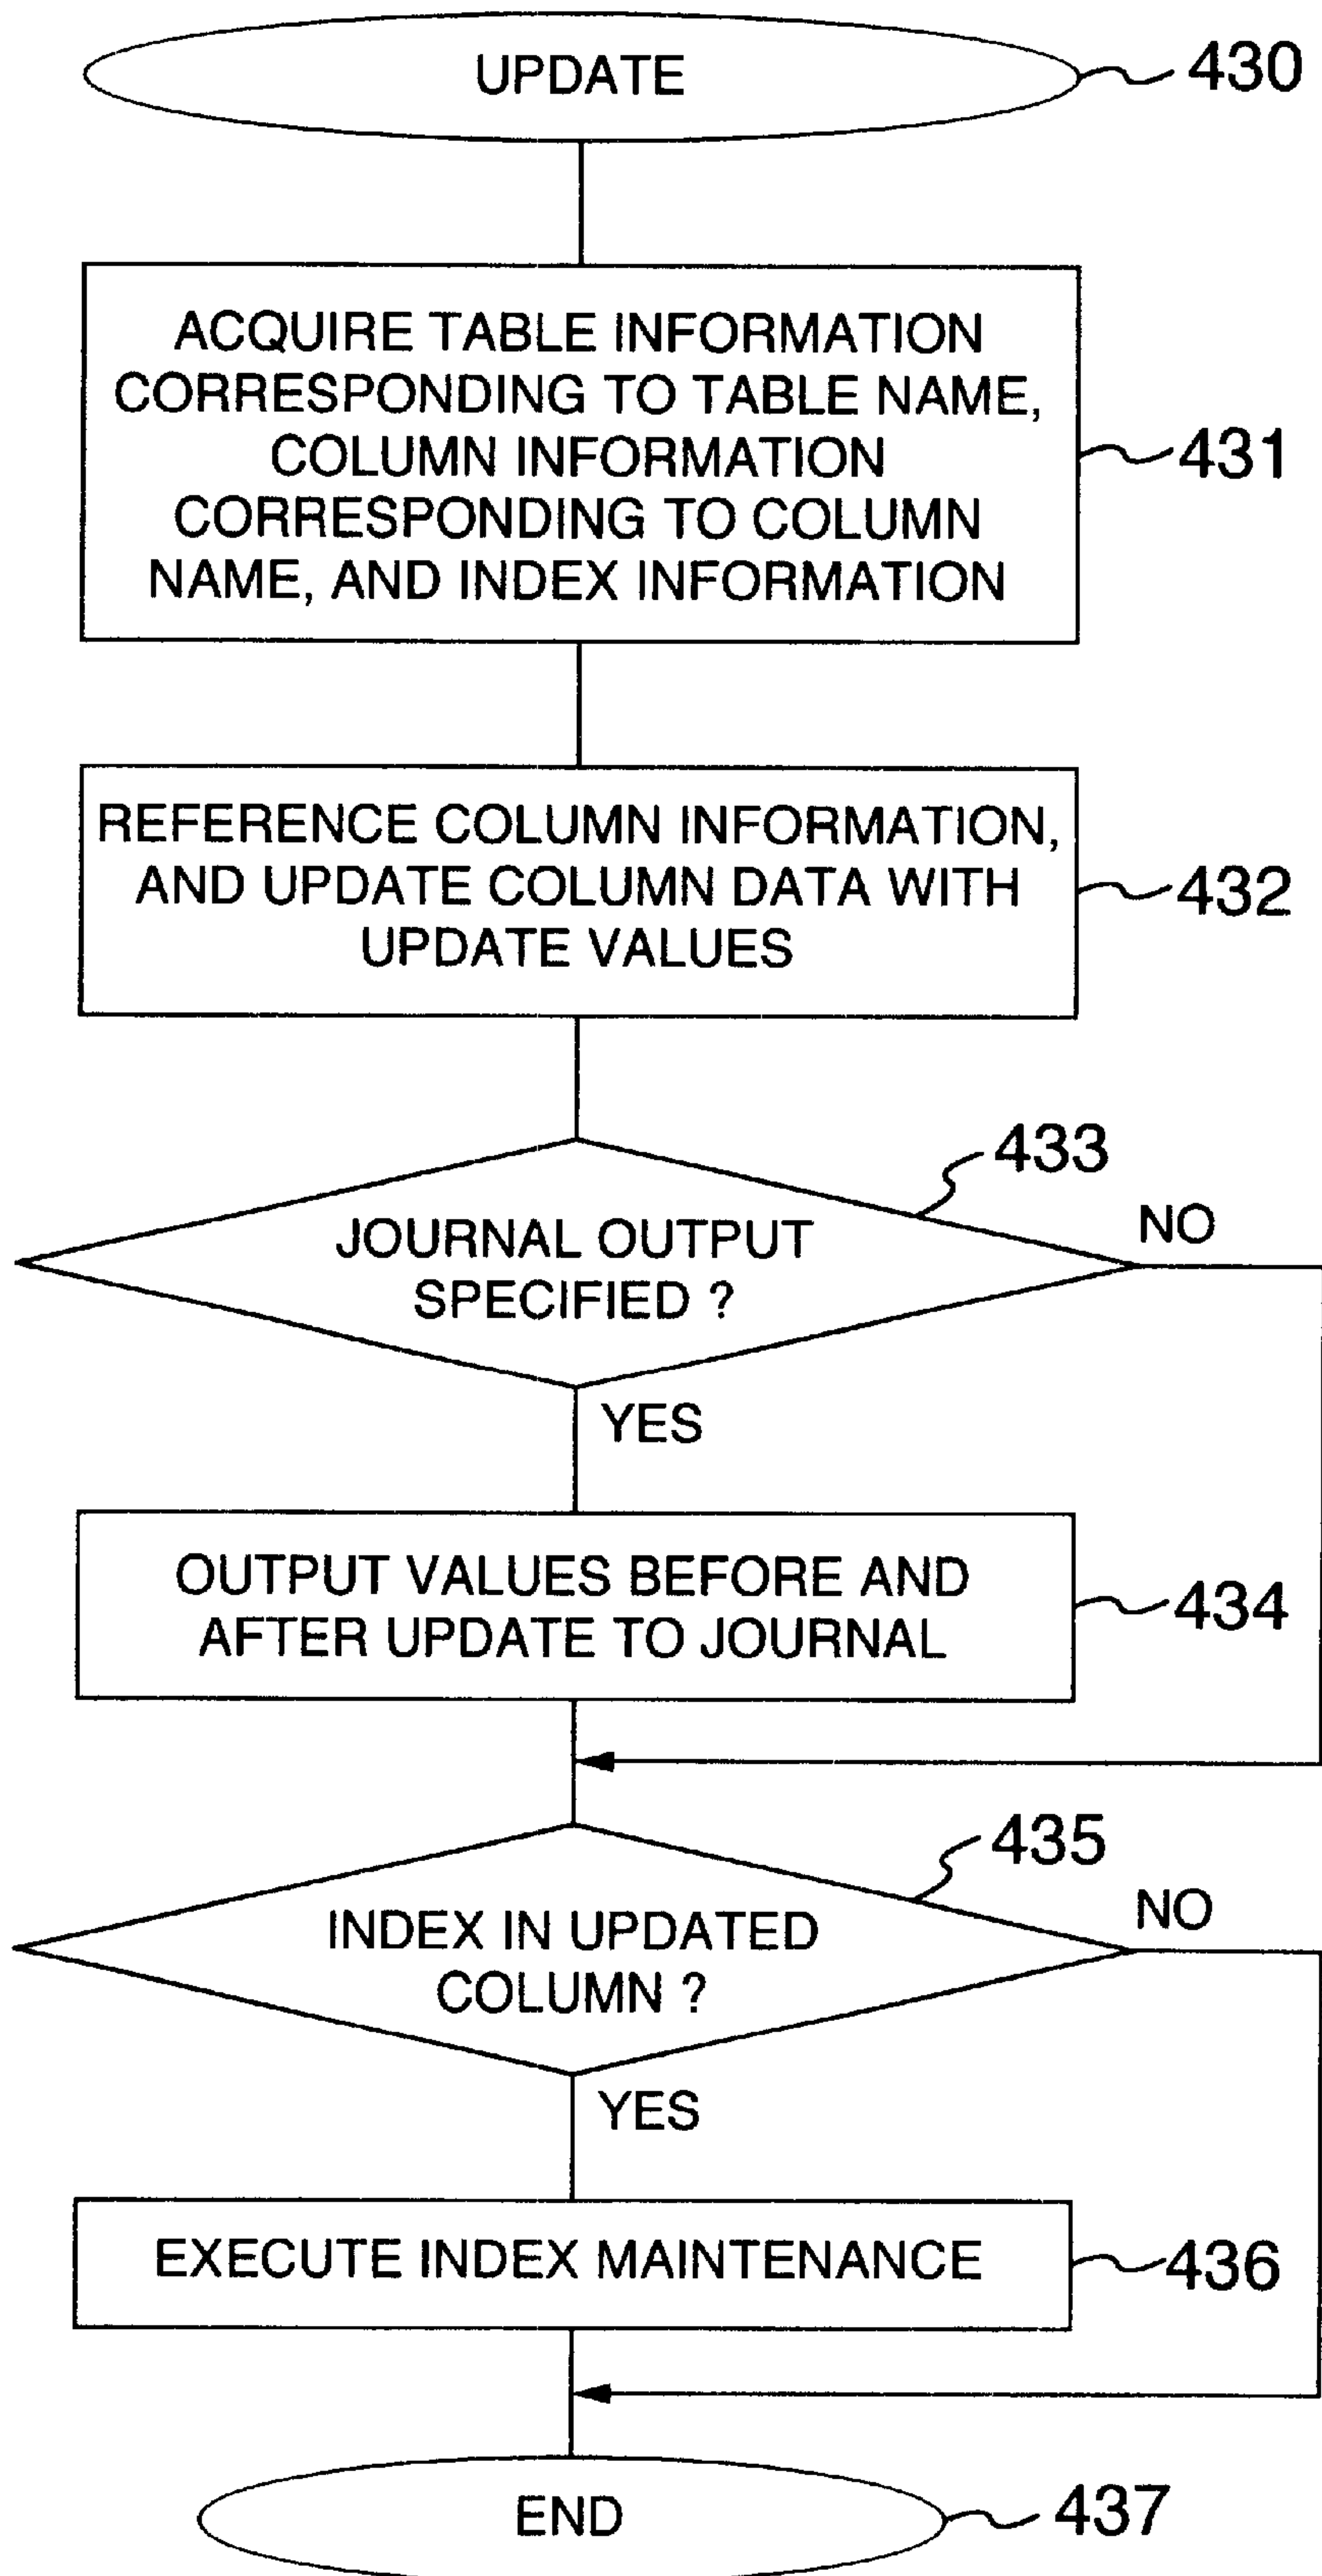 UPDATE
430
ACQUIRE TABLE INFORMATION
CORRESPONDING TO TABLE NAME,
COLUMN INFORMATION
CORRESPONDING TO COLUMN
NAME, AND INDEX INFORMATION
431
REFERENCE COLUMN INFORMATION,
AND UPDATE COLUMN DATA WITH
UPDATE VALUES
432
433
JOURNAL OUTPUT
SPECIFIED ?
NO
YES
OUTPUT VALUES BEFORE AND
AFTER UPDATE TO JOURNAL
434
435
INDEX IN UPDATED
COLUMN ?
NO
YES
EXECUTE INDEX MAINTENANCE
436
END
437